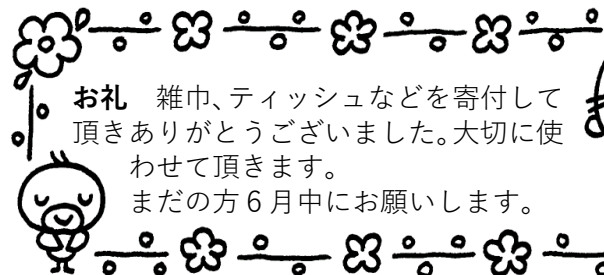 お礼　雑巾、ティッシュなどを寄付して
頂きありがとうございました。大切に使
わせて頂きます。
まだの方６月中にお願いします。